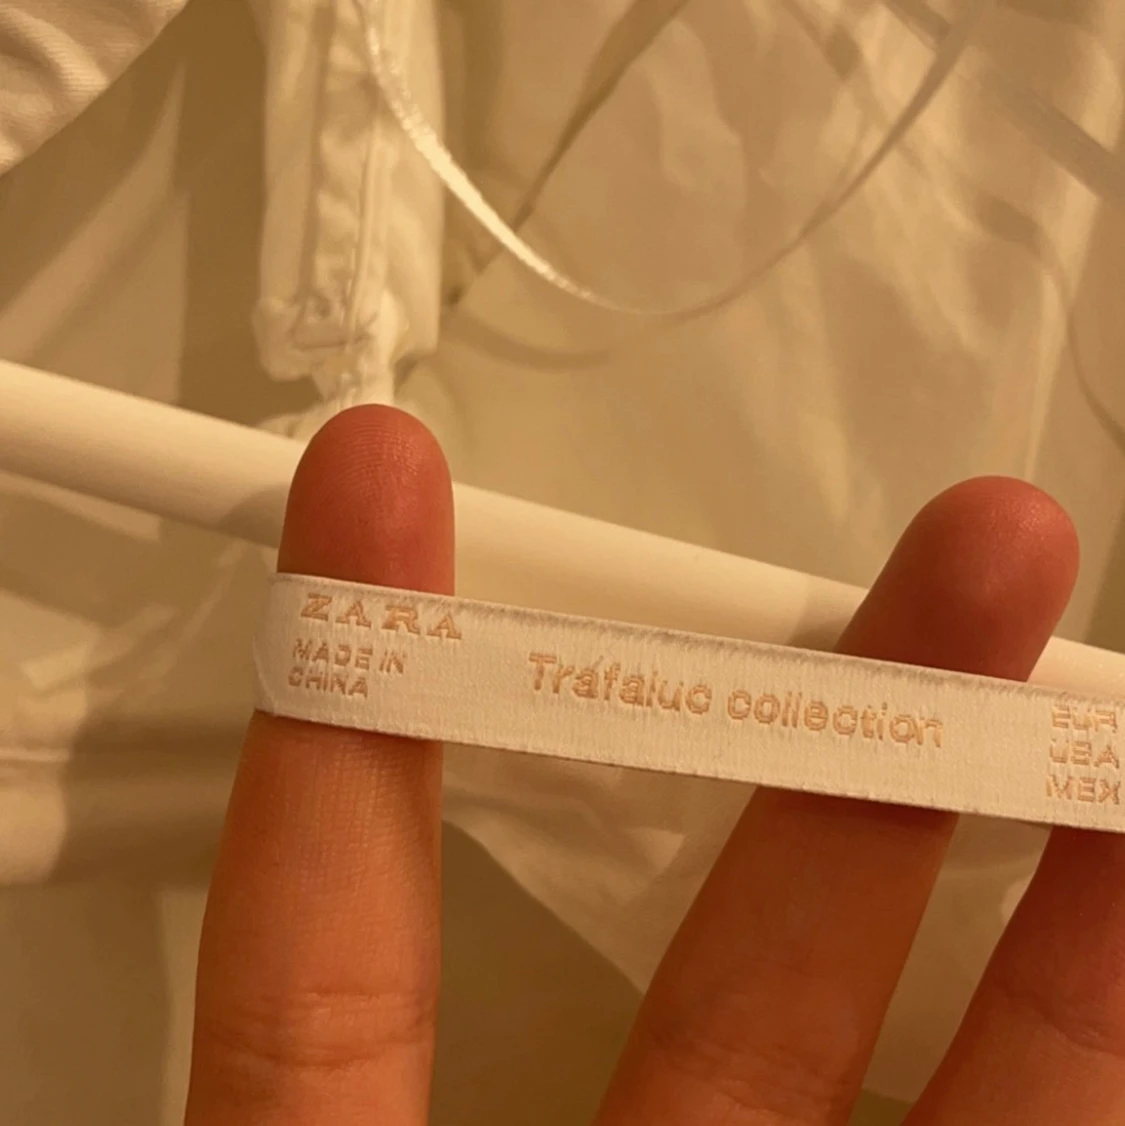 ZARA
MADE IN
CHINA
Trafaluc collection
EUR
USA
MEX